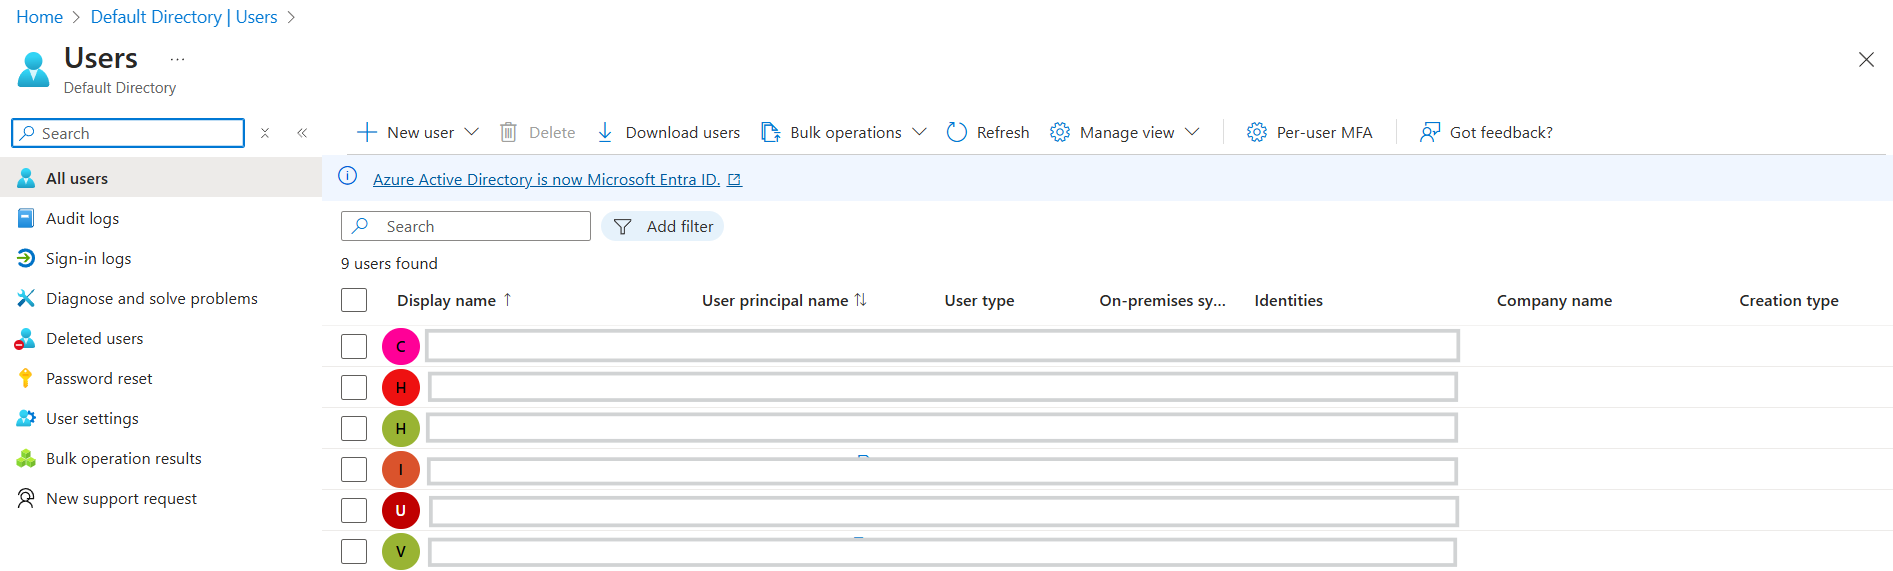 Home > Default Directory | Users >
Users ...
Default Directory
Search
All users
Audit logs
Sign-in logs
Diagnose and solve problems
Deleted users
Password reset
User settings
Bulk operation results
New support request
New user Delete Download users Bulk operations Refresh Manage view Per-user MFA Got feedback?
Azure Active Directory is now Microsoft Entra ID.
Search Add filter
9 users found
Display name ↑ User principal name ↑↓ User type On-premises sy... Identities Company name Creation type
C
H
H
I
U
V